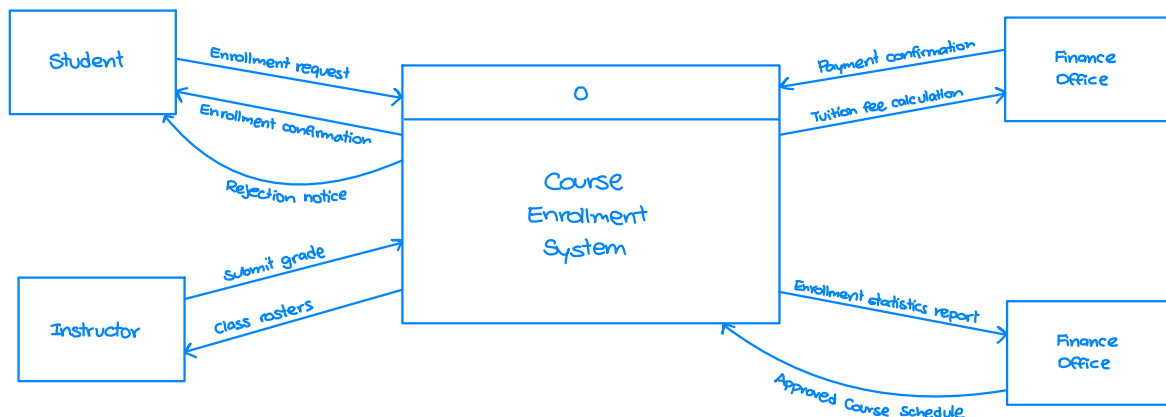 Student
Enrollment request
Enrollment confirmation
Rejection notice
Payment confirmation
Tuition fee calculation
Finance
Office
O
Course
Enrollment
System
Instructor
Submit grade
Class rosters
Enrollment statistics report
Approved Course Schedule
Finance
Office